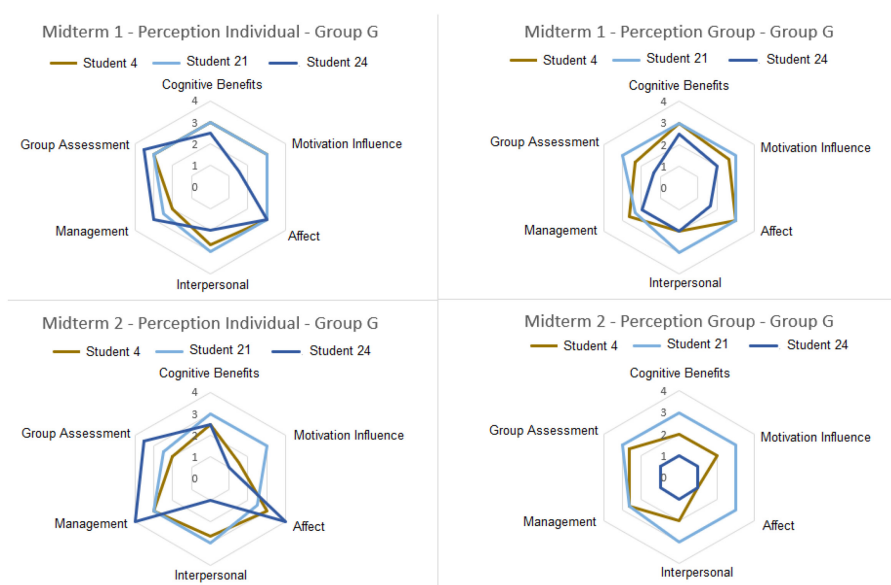 Midterm 1 - Perception Individual - Group G
Student 4 Student 21 Student 24
Cognitive Benefits
4
3
2
1
0
Group Assessment
Motivation Influence
Management
Affect
Interpersonal
Midterm 1 - Perception Group - Group G
Student 4 Student 21 Student 24
Cognitive Benefits
4
3
2
1
0
Group Assessment
Motivation Influence
Management
Affect
Interpersonal
Midterm 2 - Perception Individual - Group G
Student 4 Student 21 Student 24
Cognitive Benefits
4
3
2
1
0
Group Assessment
Motivation Influence
Management
Affect
Interpersonal
Midterm 2 - Perception Group - Group G
Student 4 Student 21 Student 24
Cognitive Benefits
4
3
2
1
0
Group Assessment
Motivation Influence
Management
Affect
Interpersonal